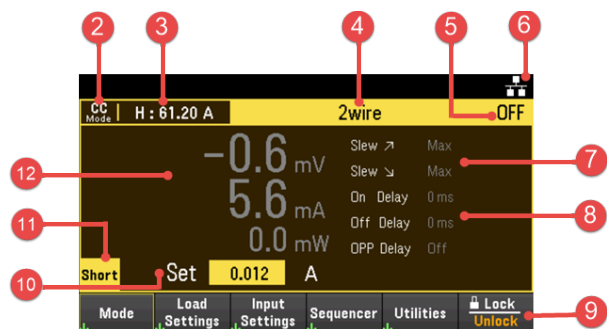 2 3 4 5 6
CC Mode H : 61.20 A 2wire OFF
-0.6 mV Slew ↗ Max 7
12 Slew ↘ Max
5.6 mA On Delay 0 ms
Off Delay 0 ms 8
11 0.0 mW OPP Delay Off
10 Short Set 0.012 A
Mode Load Settings Input Settings Sequencer Utilities Lock Unlock 9